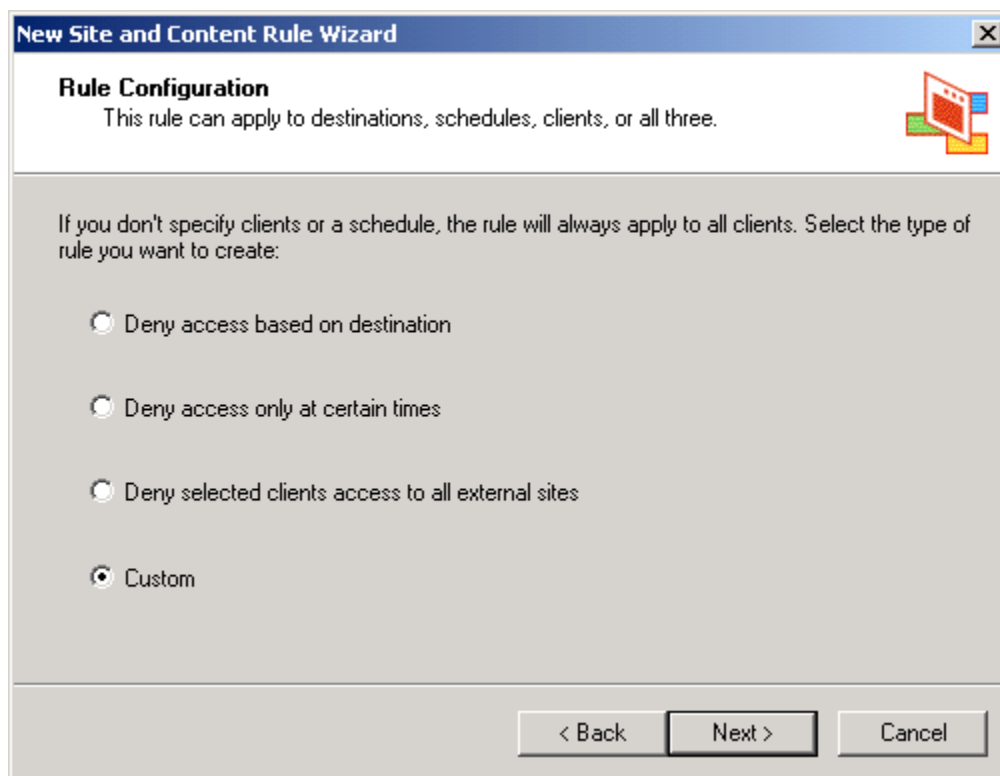 New Site and Content Rule Wizard
Rule Configuration
This rule can apply to destinations, schedules, clients, or all three.
If you don't specify clients or a schedule, the rule will always apply to all clients. Select the type of
rule you want to create:
Deny access based on destination
Deny access only at certain times
Deny selected clients access to all external sites
Custom
< Back
Next >
Cancel